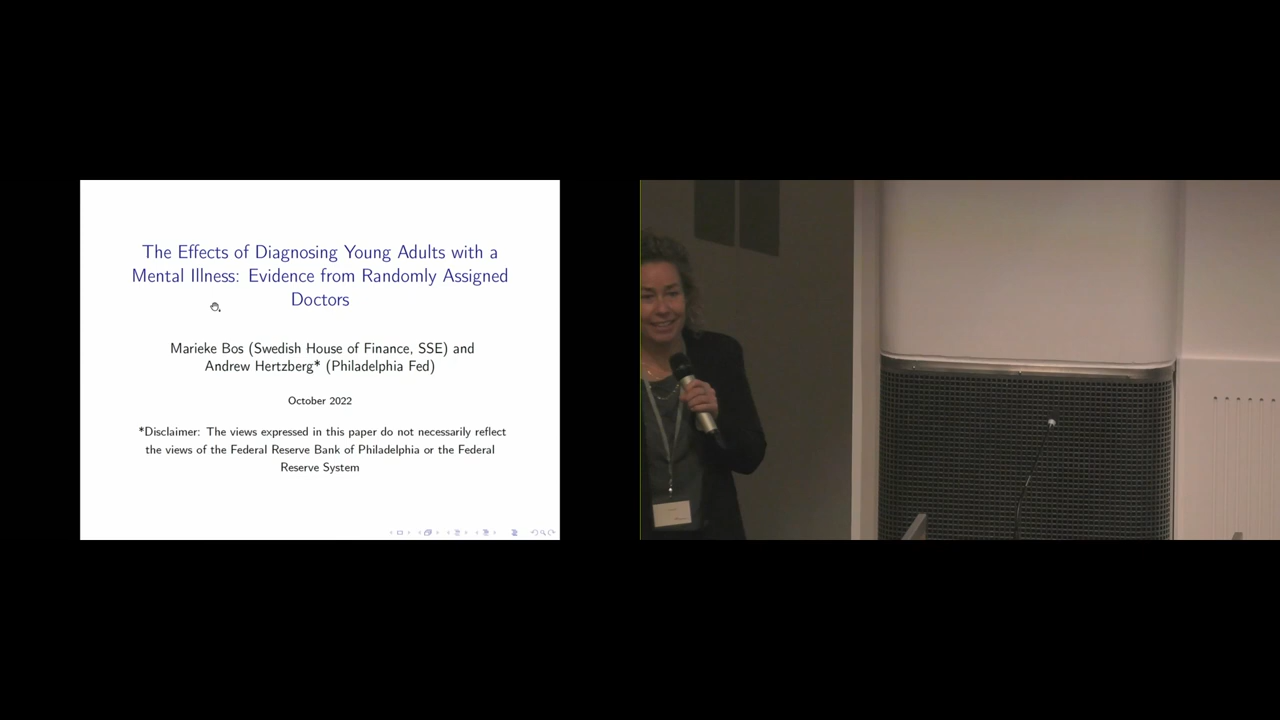 The Effects of Diagnosing Young Adults with a
Mental Illness: Evidence from Randomly Assigned
Doctors
Marieke Bos (Swedish House of Finance, SSE) and
Andrew Hertzberg* (Philadelphia Fed)
October 2022
*Disclaimer: The views expressed in this paper do not necessarily reflect
the views of the Federal Reserve Bank of Philadelphia or the Federal
Reserve System